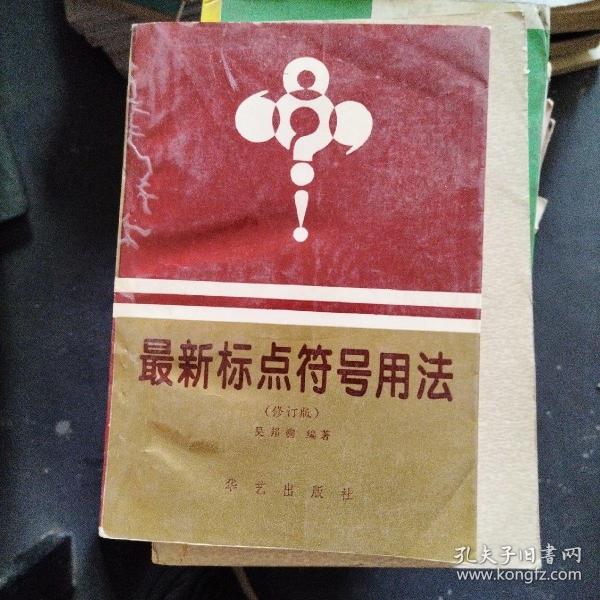 最新标点符号用法
（修订版）
吴邦驹 编著
华艺出版社
孔夫子旧书网
www.kongfz.com